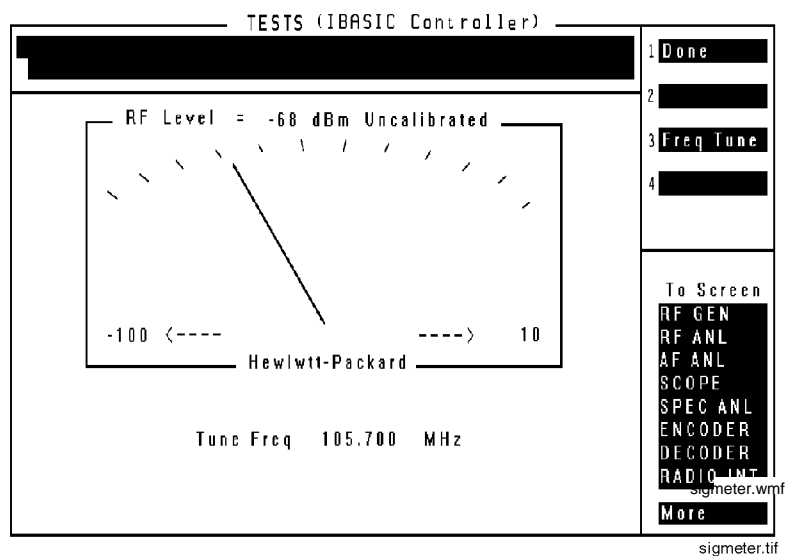 TESTS (IBASIC Controller)
1 Done
2
3 Freq Tune
4
RF Level = -68 dBm Uncalibrated
-100 <---- ----> 10
Hewlwtt-Packard
Tune Freq 105.700 MHz
To Screen
RF GEN
RF ANL
AF ANL
SCOPE
SPEC ANL
ENCODER
DECODER
RADIO INT
sigmeter.wmf
More
sigmeter.tif